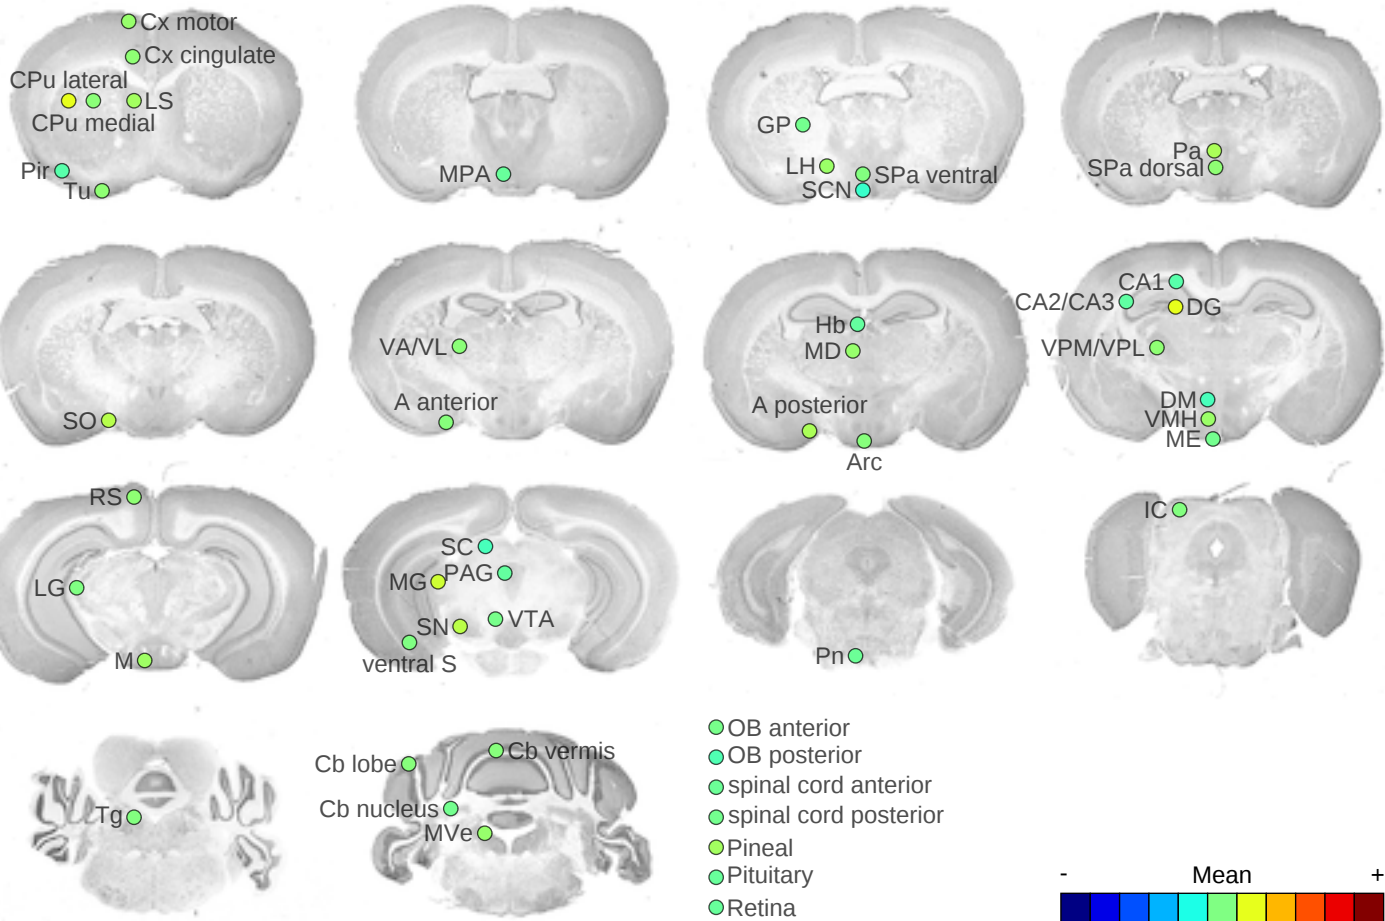 Cx motor
Cx cingulate
CPu lateral
LS
CPu medial
Pir
Tu
MPA
GP
LH
SPa ventral
SCN
Pa
SPa dorsal
SO
VA/VL
A anterior
Hb
MD
A posterior
Arc
CA1
CA2/CA3
DG
VPM/VPL
DM
VMH
ME
RS
LG
M
SC
PAG
MG
VTA
SN
ventral S
Pn
IC
Tg
Cb vermis
Cb lobe
Cb nucleus
MVe
OB anterior
OB posterior
spinal cord anterior
spinal cord posterior
Pineal
Pituitary
Retina
- Mean +